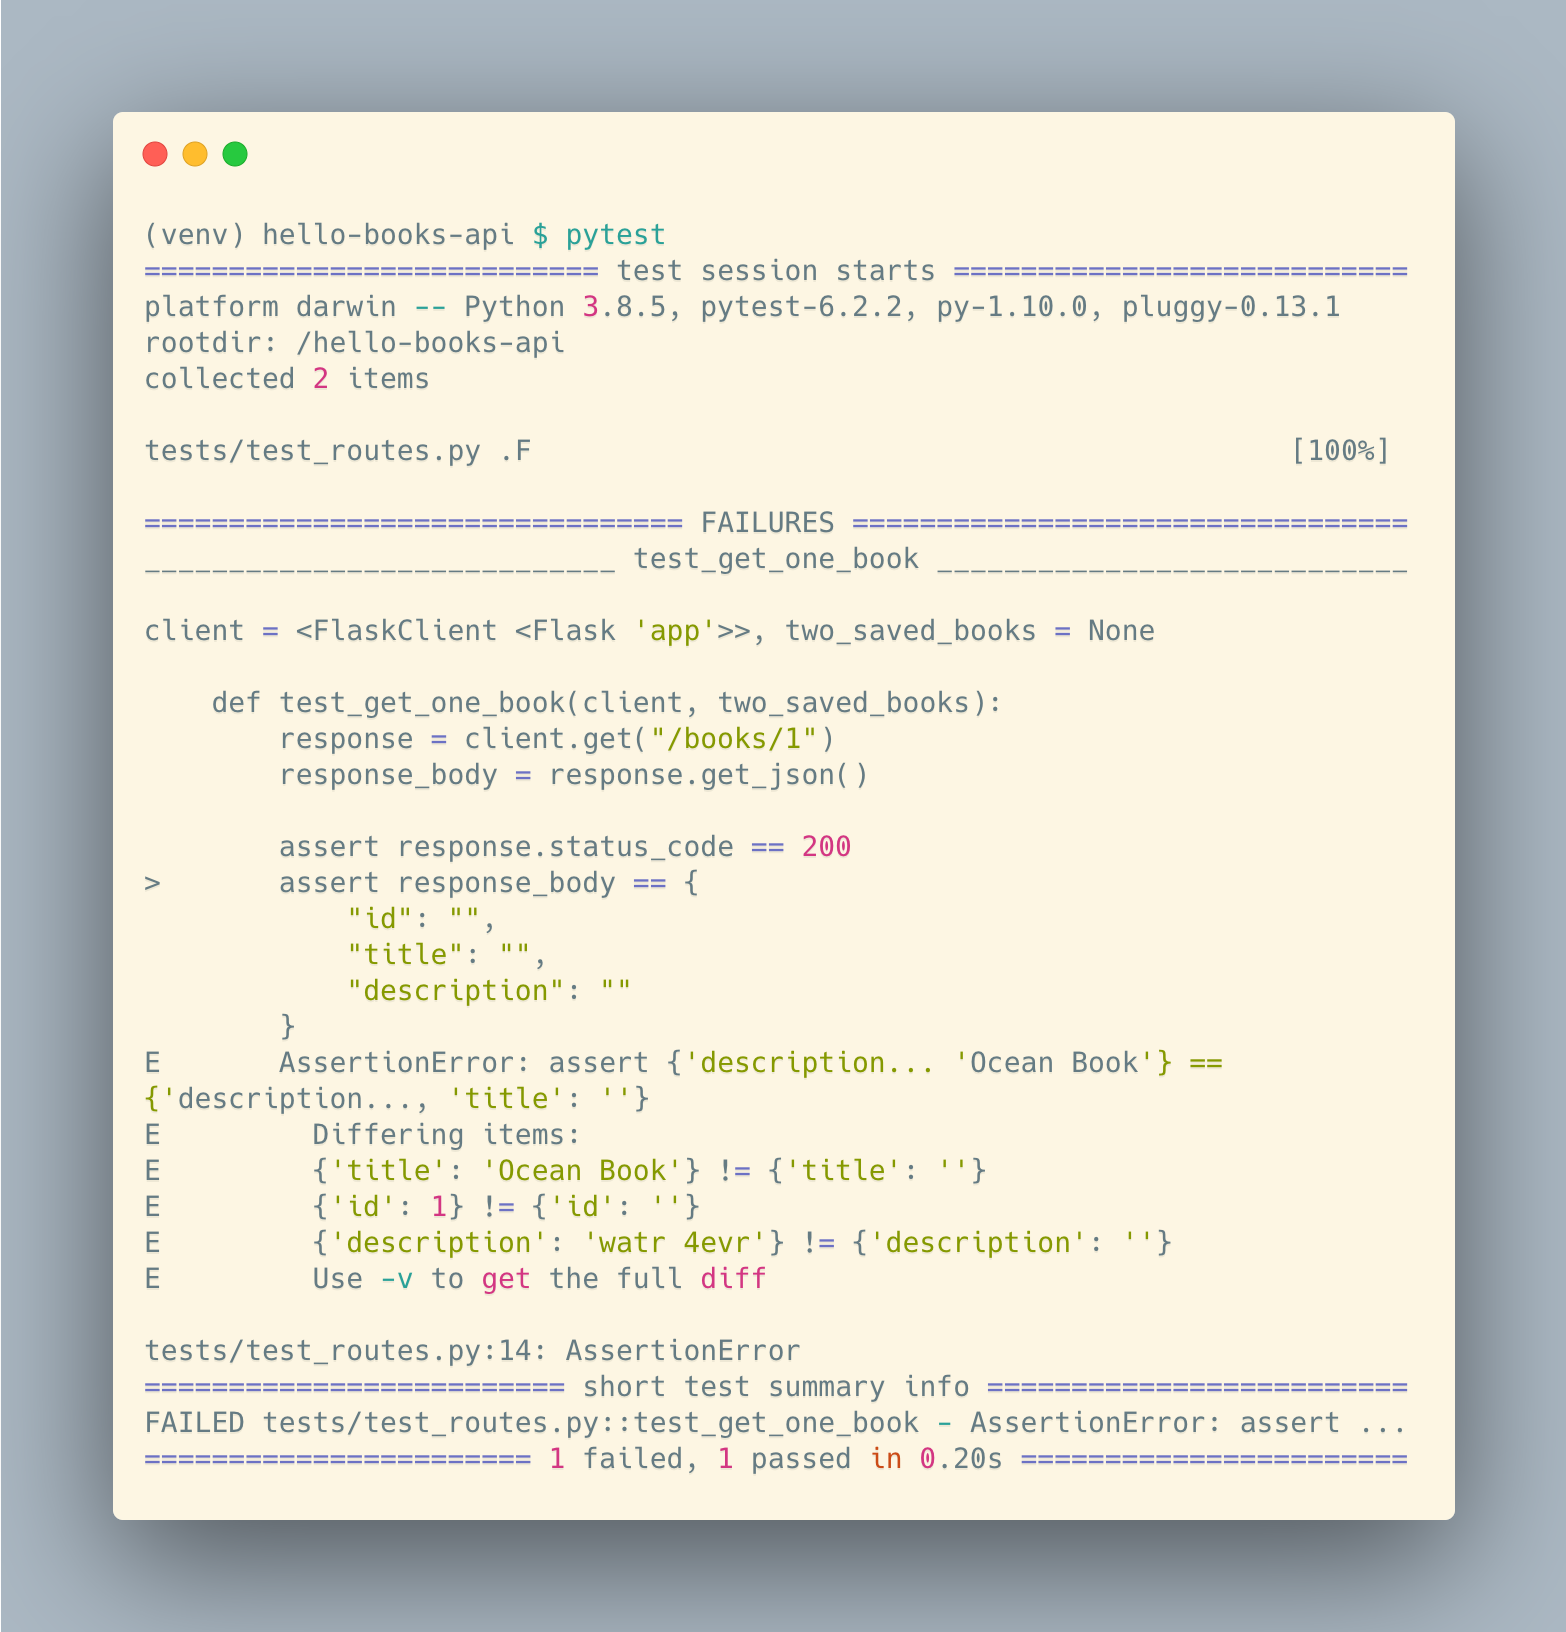 (venv) hello-books-api $ pytest
=========================== test session starts ===========================
platform darwin -- Python 3.8.5, pytest-6.2.2, py-1.10.0, pluggy-0.13.1
rootdir: /hello-books-api
collected 2 items

tests/test_routes.py .F                                             [100%]

================================ FAILURES =================================
____________________________ test_get_one_book ____________________________

client = <FlaskClient <Flask 'app'>>, two_saved_books = None

    def test_get_one_book(client, two_saved_books):
        response = client.get("/books/1")
        response_body = response.get_json()

        assert response.status_code == 200
>       assert response_body == {
            "id": "",
            "title": "",
            "description": ""
        }
E       AssertionError: assert {'description... 'Ocean Book'} ==
{'description..., 'title': ''}
E         Differing items:
E         {'title': 'Ocean Book'} != {'title': ''}
E         {'id': 1} != {'id': ''}
E         {'description': 'watr 4evr'} != {'description': ''}
E         Use -v to get the full diff

tests/test_routes.py:14: AssertionError
========================= short test summary info =========================
FAILED tests/test_routes.py::test_get_one_book - AssertionError: assert ...
======================= 1 failed, 1 passed in 0.20s =======================